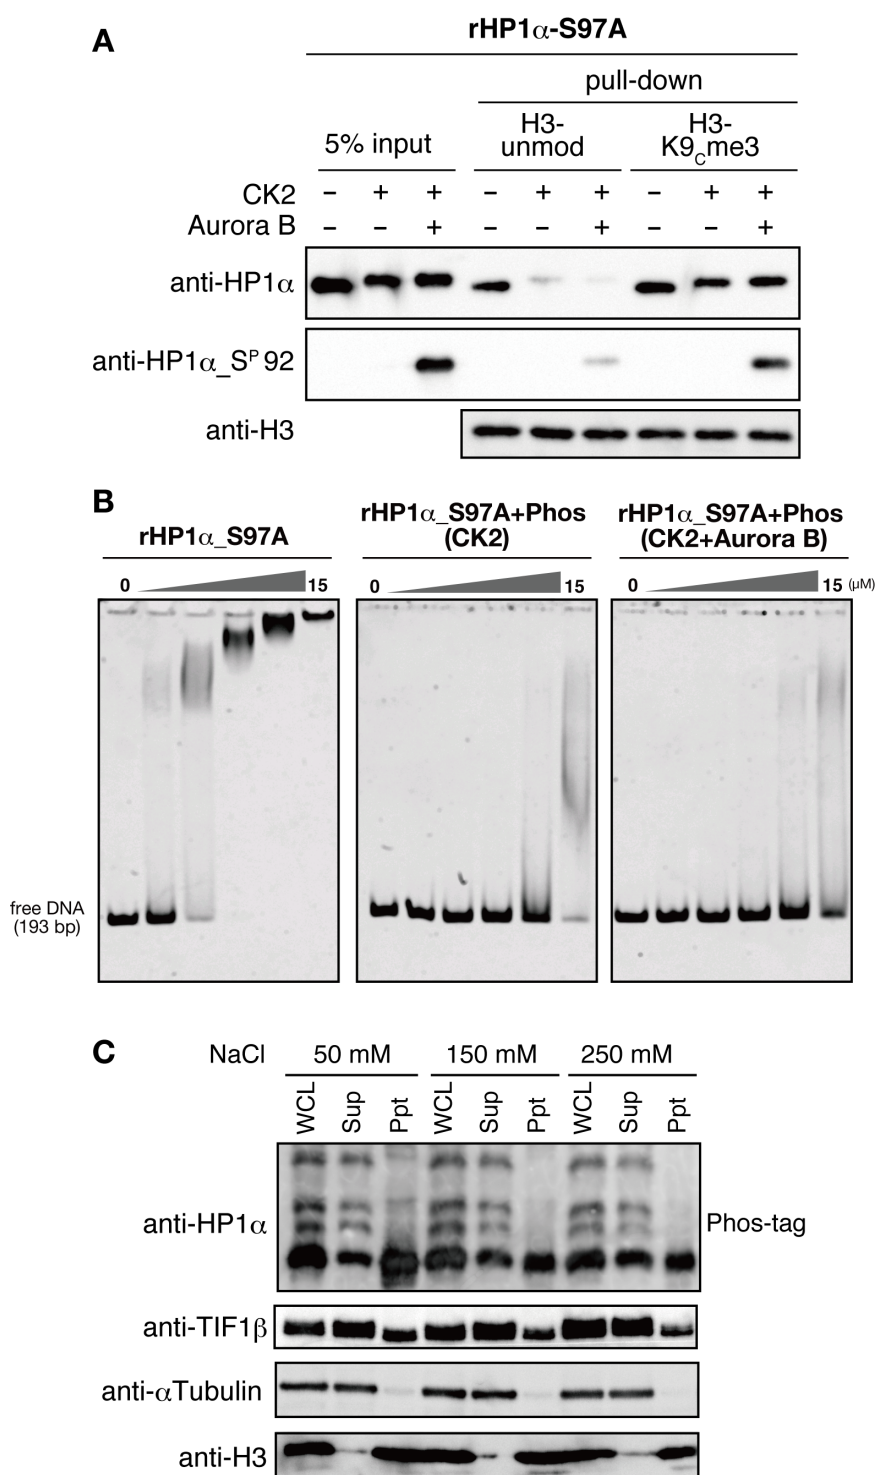 A
rHP1α-S97A
pull-down
5% input
H3-
unmod
H3-
K9Cme3
CK2 – + + – + + – + +
Aurora B – – + – – + – – +
anti-HP1α
anti-HP1α_SP 92
anti-H3
B
rHP1α_S97A
rHP1α_S97A+Phos
(CK2)
rHP1α_S97A+Phos
(CK2+Aurora B)
0 15
0 15
0 15 (μM)
free DNA
(193 bp)
C
NaCl 50 mM 150 mM 250 mM
WCL Sup Ppt WCL Sup Ppt WCL Sup Ppt
anti-HP1α
Phos-tag
anti-TIF1β
anti-αTubulin
anti-H3